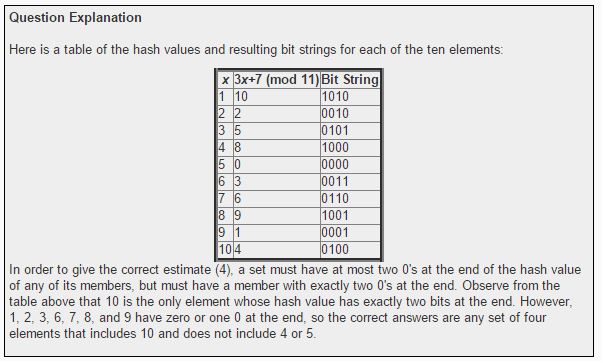 Question Explanation
Here is a table of the hash values and resulting bit strings for each of the ten elements:
x 3x+7 (mod 11) Bit String
1 10 1010
2 2 0010
3 5 0101
4 8 1000
5 0 0000
6 3 0011
7 6 0110
8 9 1001
9 1 0001
10 4 0100
In order to give the correct estimate (4), a set must have at most two 0's at the end of the hash value
of any of its members, but must have a member with exactly two 0's at the end. Observe from the
table above that 10 is the only element whose hash value has exactly two bits at the end. However,
1, 2, 3, 6, 7, 8, and 9 have zero or one 0 at the end, so the correct answers are any set of four
elements that includes 10 and does not include 4 or 5.